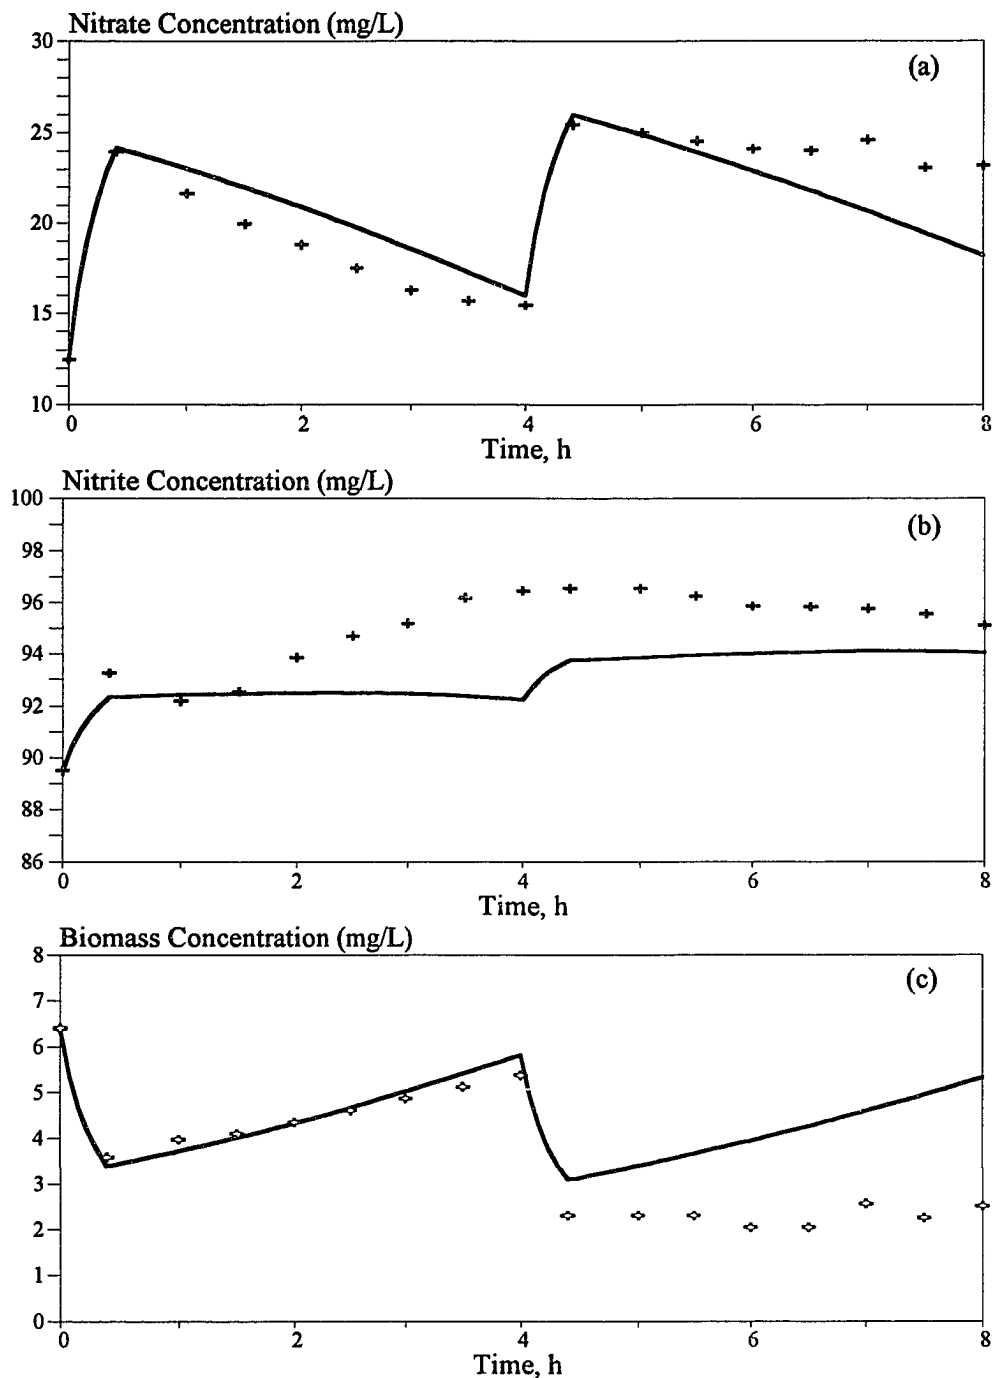 Nitrate Concentration (mg/L)
(a)
30
25
20
15
10
0 2 4 6 8
Time, h
Nitrite Concentration (mg/L)
(b)
100
98
96
94
92
90
88
86
0 2 4 6 8
Time, h
Biomass Concentration (mg/L)
(c)
8
7
6
5
4
3
2
1
0
0 2 4 6 8
Time, h